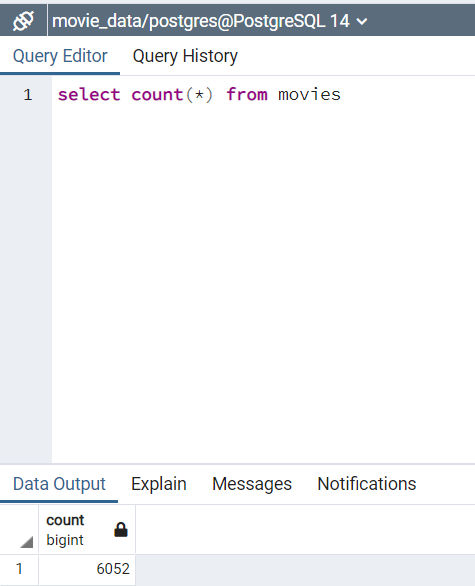 movie_data/postgres@PostgreSQL 14
Query Editor Query History
1 select count(*) from movies
Data Output Explain Messages Notifications
count
bigint
1 6052